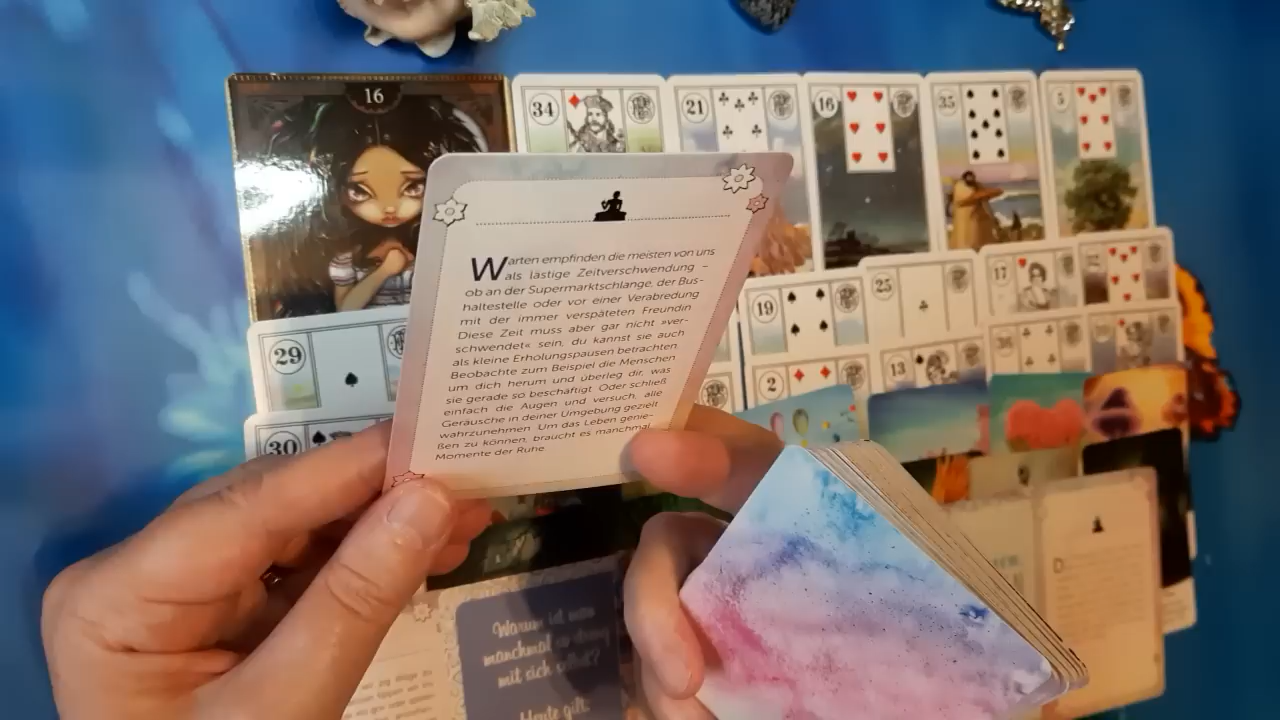 16
34
21
16
35
5
Warten empfinden die meisten von uns
als lästige Zeitverschwendung –
ob an der Supermarktschlange, der Bus-
haltestelle oder vor einer Verabredung
mit der immer verspäteten Freundin
Diese Zeit muss aber gar nicht »ver-
schwendet« sein, du kannst sie auch
als kleine Erholungspausen betrachten.
Beobachte zum Beispiel die Menschen
um dich herum und überleg dir, was
sie gerade so beschäftigt. Oder schließ
einfach die Augen und versuch, alle
Geräusche in deiner Umgebung gezielt
wahrzunehmen. Um das Leben genie-
ßen zu können, braucht es manchmal
Momente der Ruhe.
29
30
19
25
17
2
13
Warum ist man
manchmal so streng
mit sich selbst?
Heute gilt: